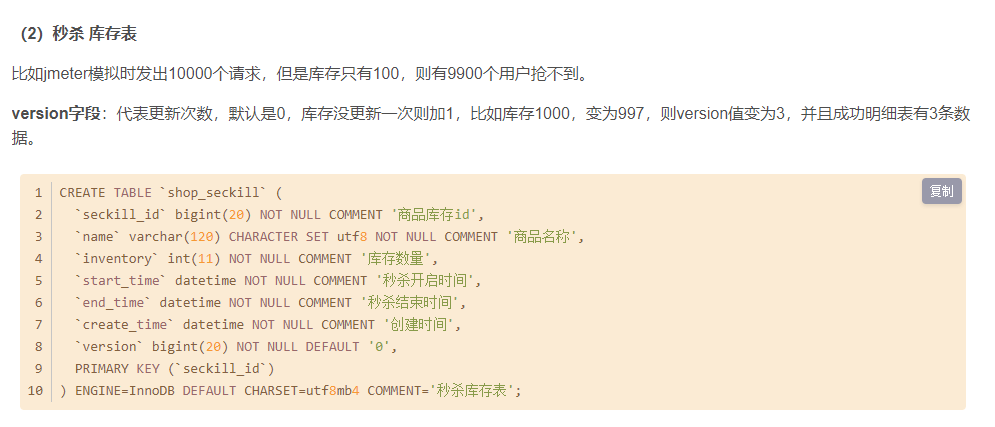 （2）秒杀 库存表
比如jmeter模拟时发出10000个请求，但是库存只有100，则有9900个用户抢不到。
version字段：代表更新次数，默认是0，库存没更新一次则加1，比如库存1000，变为997，则version值变为3，并且成功明细表有3条数
据。
复制
1 CREATE TABLE `shop_seckill` (
2   `seckill_id` bigint(20) NOT NULL COMMENT '商品库存id',
3   `name` varchar(120) CHARACTER SET utf8 NOT NULL COMMENT '商品名称',
4   `inventory` int(11) NOT NULL COMMENT '库存数量',
5   `start_time` datetime NOT NULL COMMENT '秒杀开启时间',
6   `end_time` datetime NOT NULL COMMENT '秒杀结束时间',
7   `create_time` datetime NOT NULL COMMENT '创建时间',
8   `version` bigint(20) NOT NULL DEFAULT '0',
9   PRIMARY KEY (`seckill_id`)
10 ) ENGINE=InnoDB DEFAULT CHARSET=utf8mb4 COMMENT='秒杀库存表';